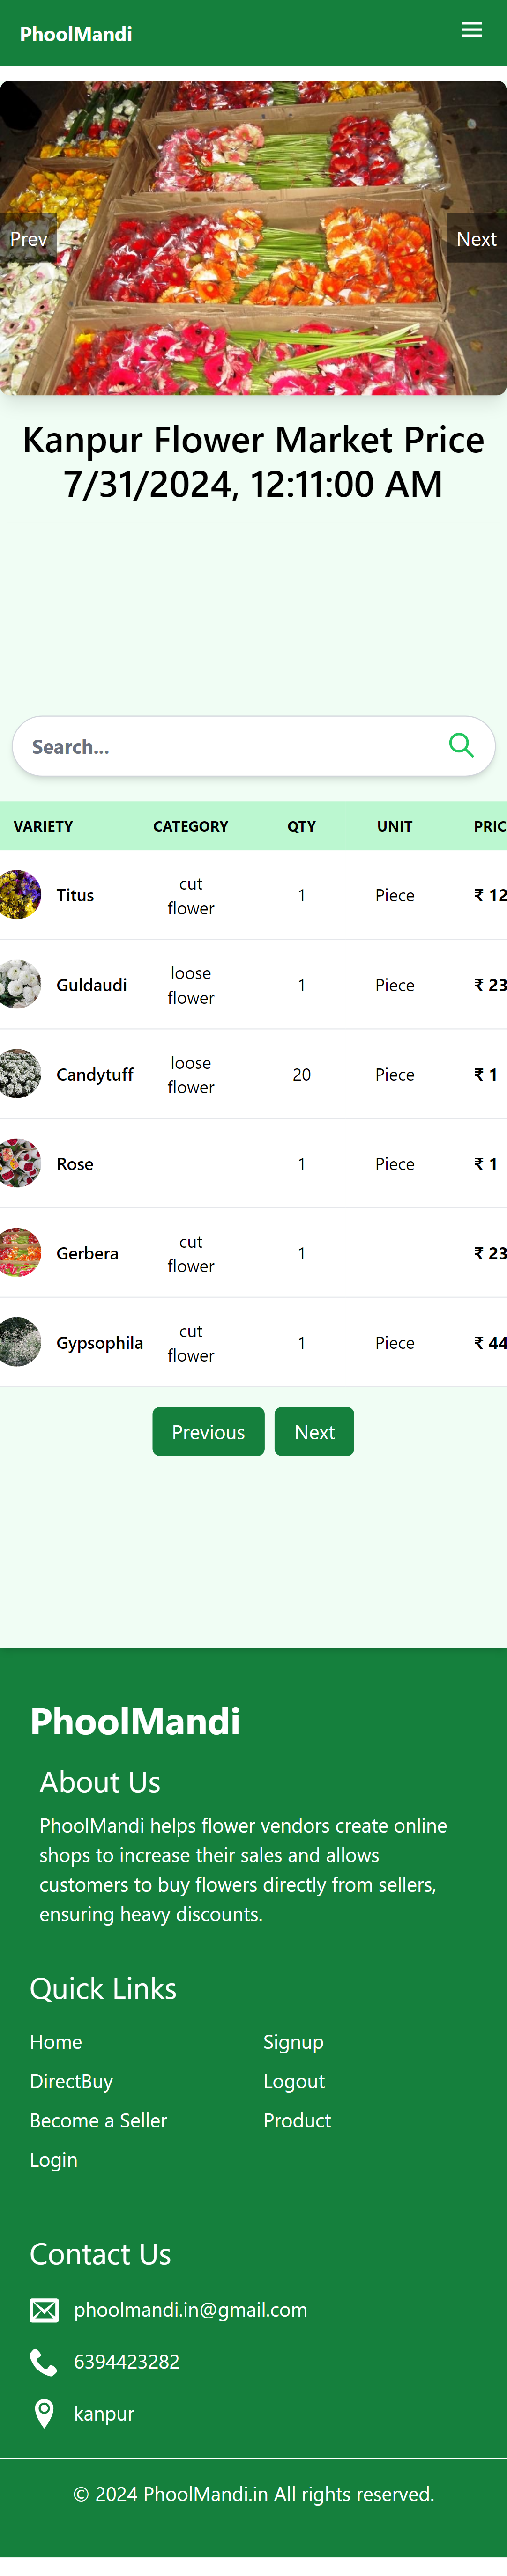 PhoolMandi
Prev
Next
Kanpur Flower Market Price
7/31/2024, 12:11:00 AM
Search...
VARIETY CATEGORY QTY UNIT PRIC
Titus cut flower 1 Piece ₹ 12
Guldaudi loose flower 1 Piece ₹ 23
Candytuff loose flower 20 Piece ₹ 1
Rose 1 Piece ₹ 1
Gerbera cut flower 1 ₹ 23
Gypsophila cut flower 1 Piece ₹ 44
Previous Next
PhoolMandi
About Us
PhoolMandi helps flower vendors create online
shops to increase their sales and allows
customers to buy flowers directly from sellers,
ensuring heavy discounts.
Quick Links
Home Signup
DirectBuy Logout
Become a Seller Product
Login
Contact Us
phoolmandi.in@gmail.com
6394423282
kanpur
© 2024 PhoolMandi.in All rights reserved.